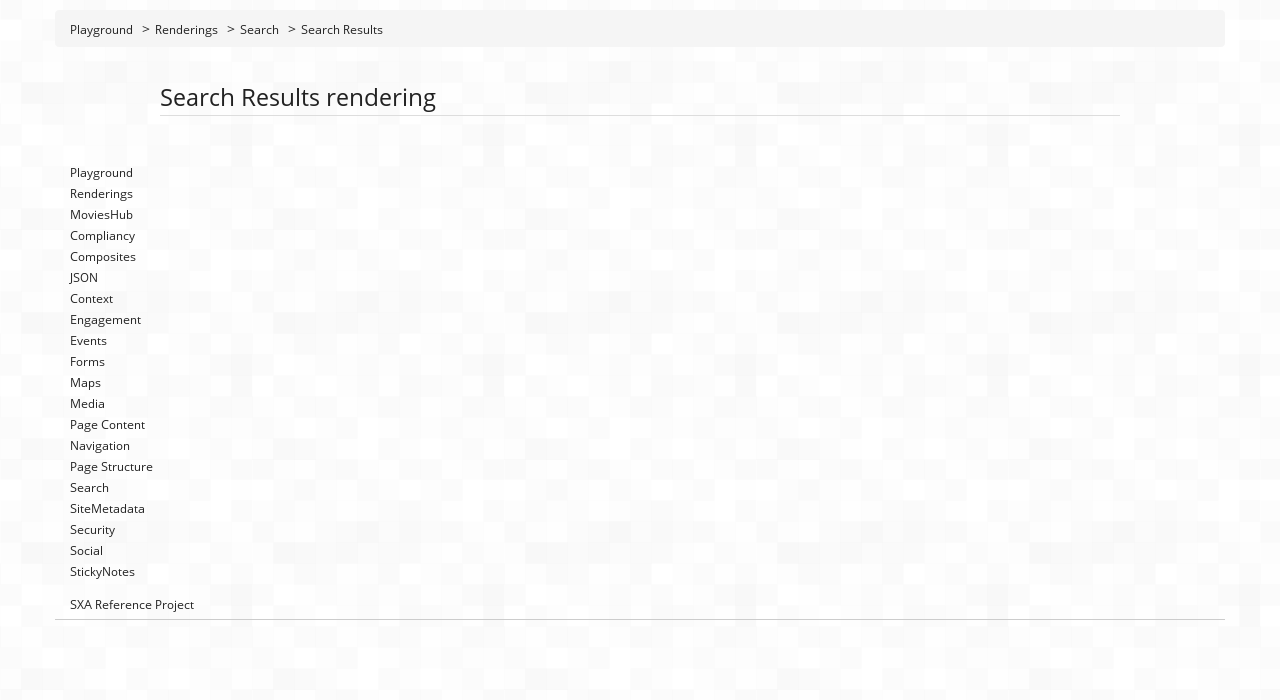 Playground > Renderings > Search > Search Results
Search Results rendering
Playground
Renderings
MoviesHub
Compliancy
Composites
JSON
Context
Engagement
Events
Forms
Maps
Media
Page Content
Navigation
Page Structure
Search
SiteMetadata
Security
Social
StickyNotes
SXA Reference Project